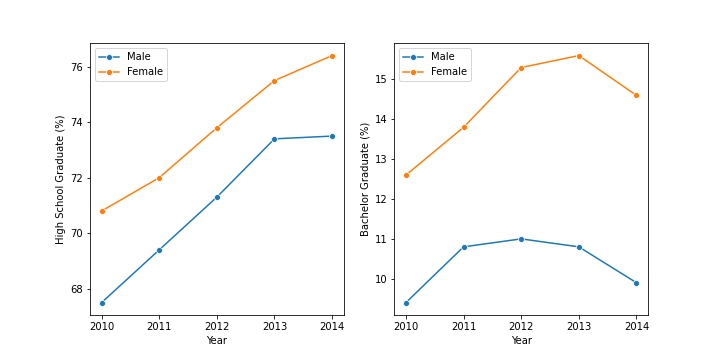 Male
Female
High School Graduate (%)
76
74
72
70
68
2010 2011 2012 2013 2014
Year
Male
Female
Bachelor Graduate (%)
15
14
13
12
11
10
2010 2011 2012 2013 2014
Year